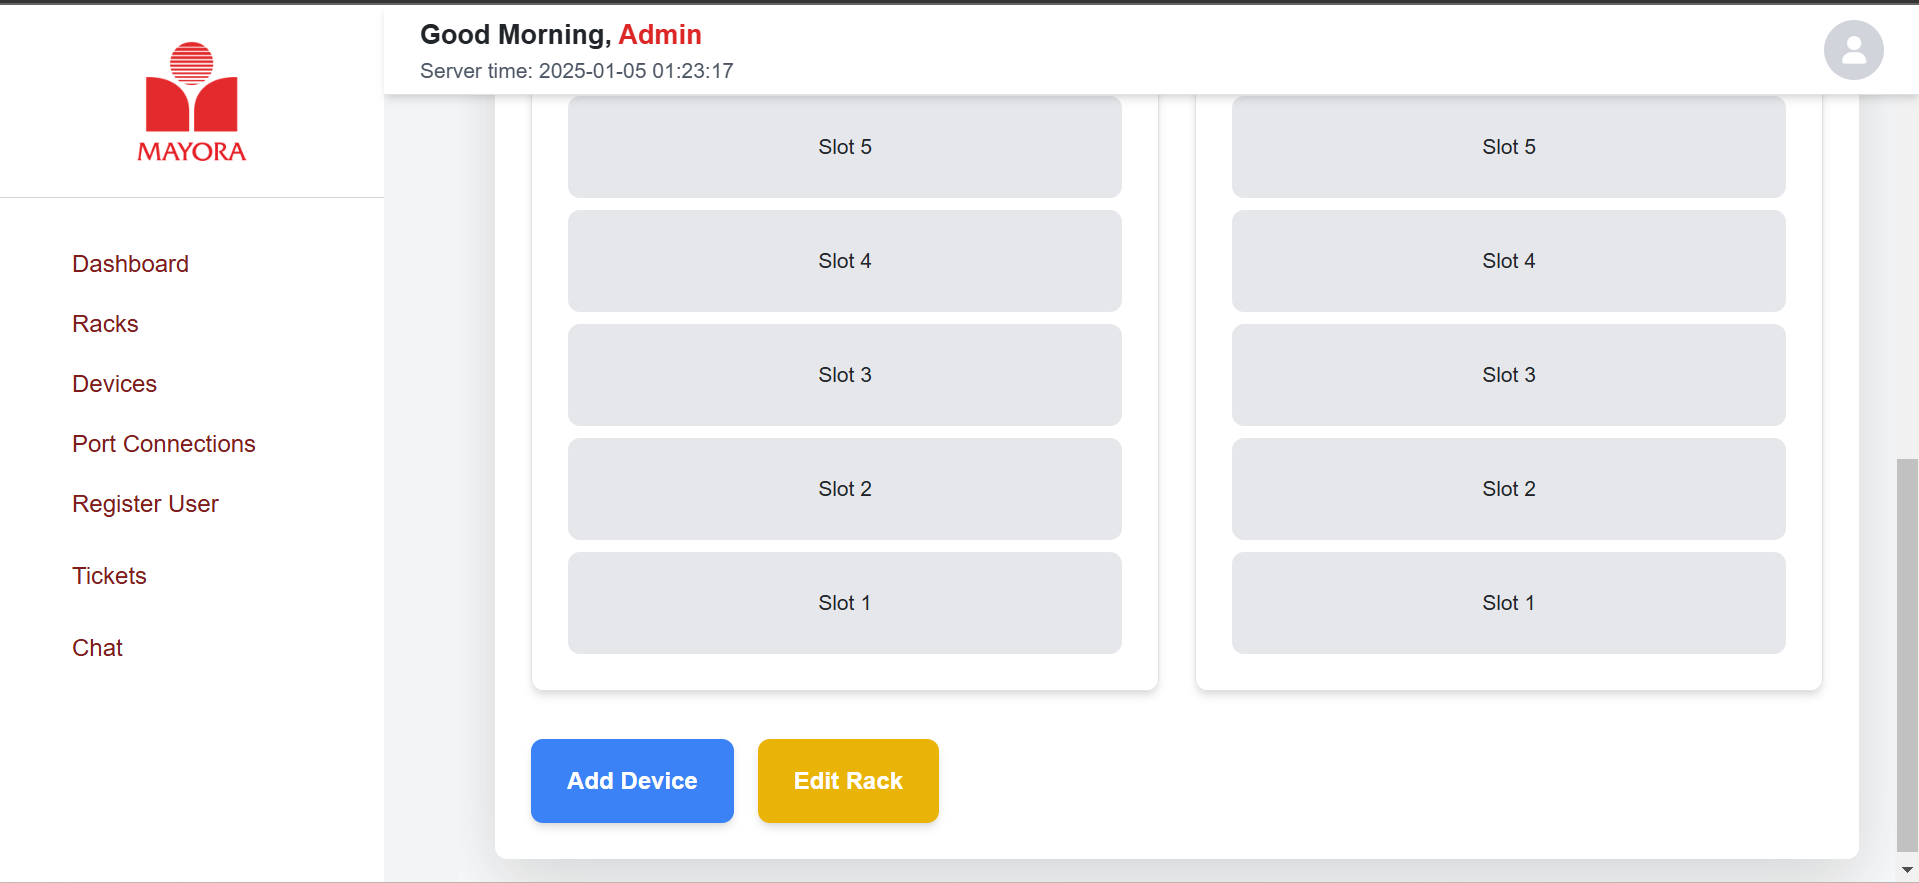 MAYORA
Dashboard
Racks
Devices
Port Connections
Register User
Tickets
Chat
Good Morning, Admin
Server time: 2025-01-05 01:23:17
Slot 5
Slot 4
Slot 3
Slot 2
Slot 1
Slot 5
Slot 4
Slot 3
Slot 2
Slot 1
Add Device
Edit Rack